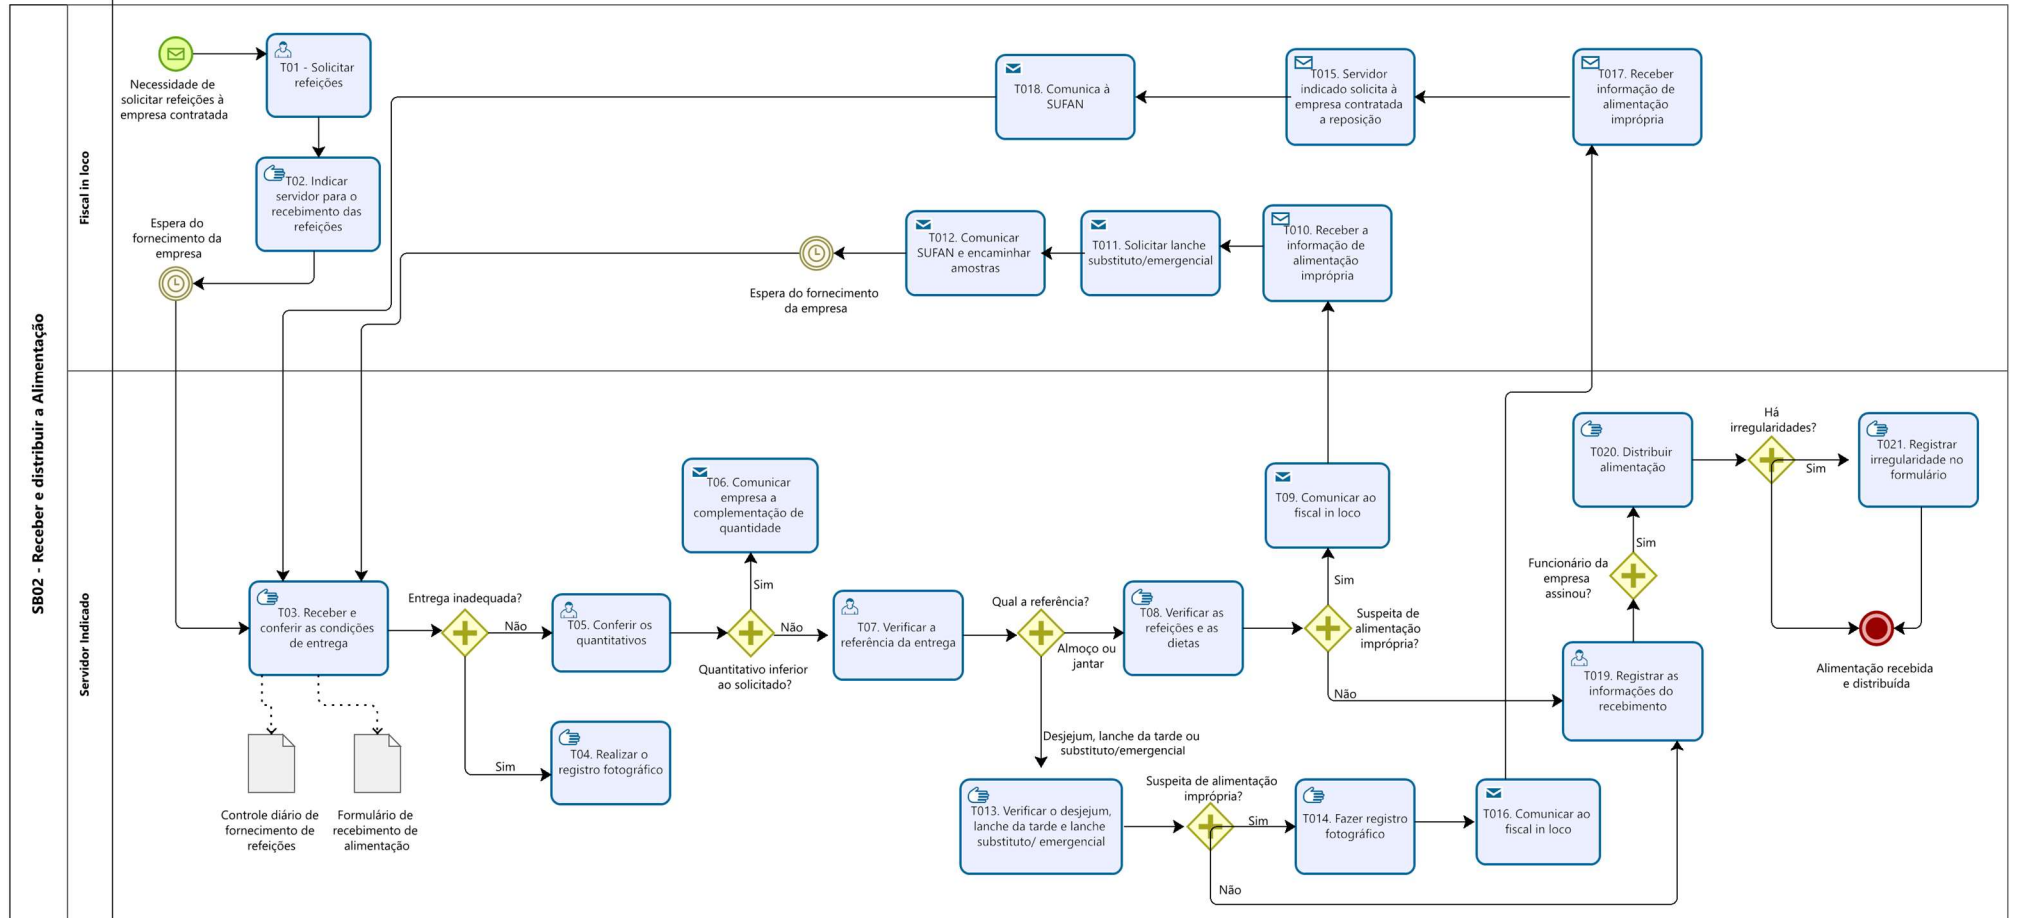 SB02 - Receber e distribuir a Alimentação
Fiscal in loco
Necessidade de
solicitar refeições à
empresa contratada
T01 - Solicitar
refeições
T02. Indicar
servidor para o
recebimento das
refeições
Espera do
fornecimento da
empresa
T018. Comunica à
SUFAN
T015. Servidor
indicado solicita à
empresa contratada
a reposição
T017. Receber
informação de
alimentação
imprópria
Espera do fornecimento
da empresa
T012. Comunicar
SUFAN e encaminhar
amostras
T011. Solicitar lanche
substituto/emergencial
T010. Receber a
informação de
alimentação
imprópria
Servidor Indicado
T03. Receber e
conferir as condições
de entrega
Controle diário de
fornecimento de
refeições
Formulário de
recebimento de
alimentação
Entrega inadequada?
Não
Sim
T04. Realizar o
registro fotográfico
T05. Conferir os
quantitativos
T06. Comunicar
empresa a
complementação de
quantidade
Sim
Não
Quantitativo inferior
ao solicitado?
T07. Verificar a
referência da entrega
Qual a referência?
Almoço ou
jantar
Desjejum, lanche da tarde ou
substituto/emergencial
T08. Verificar as
refeições e as
dietas
T09. Comunicar ao
fiscal in loco
Sim
Suspeita de
alimentação
imprópria?
Não
T013. Verificar o desjejum,
lanche da tarde e lanche
substituto/ emergencial
Suspeita de alimentação
imprópria?
Sim
Não
T014. Fazer registro
fotográfico
T016. Comunicar ao
fiscal in loco
T019. Registrar as
informações do
recebimento
Funcionário da
empresa
assinou?
Sim
T020. Distribuir
alimentação
Há
irregularidades?
Sim
T021. Registrar
irregularidade no
formulário
Alimentação recebida
e distribuída